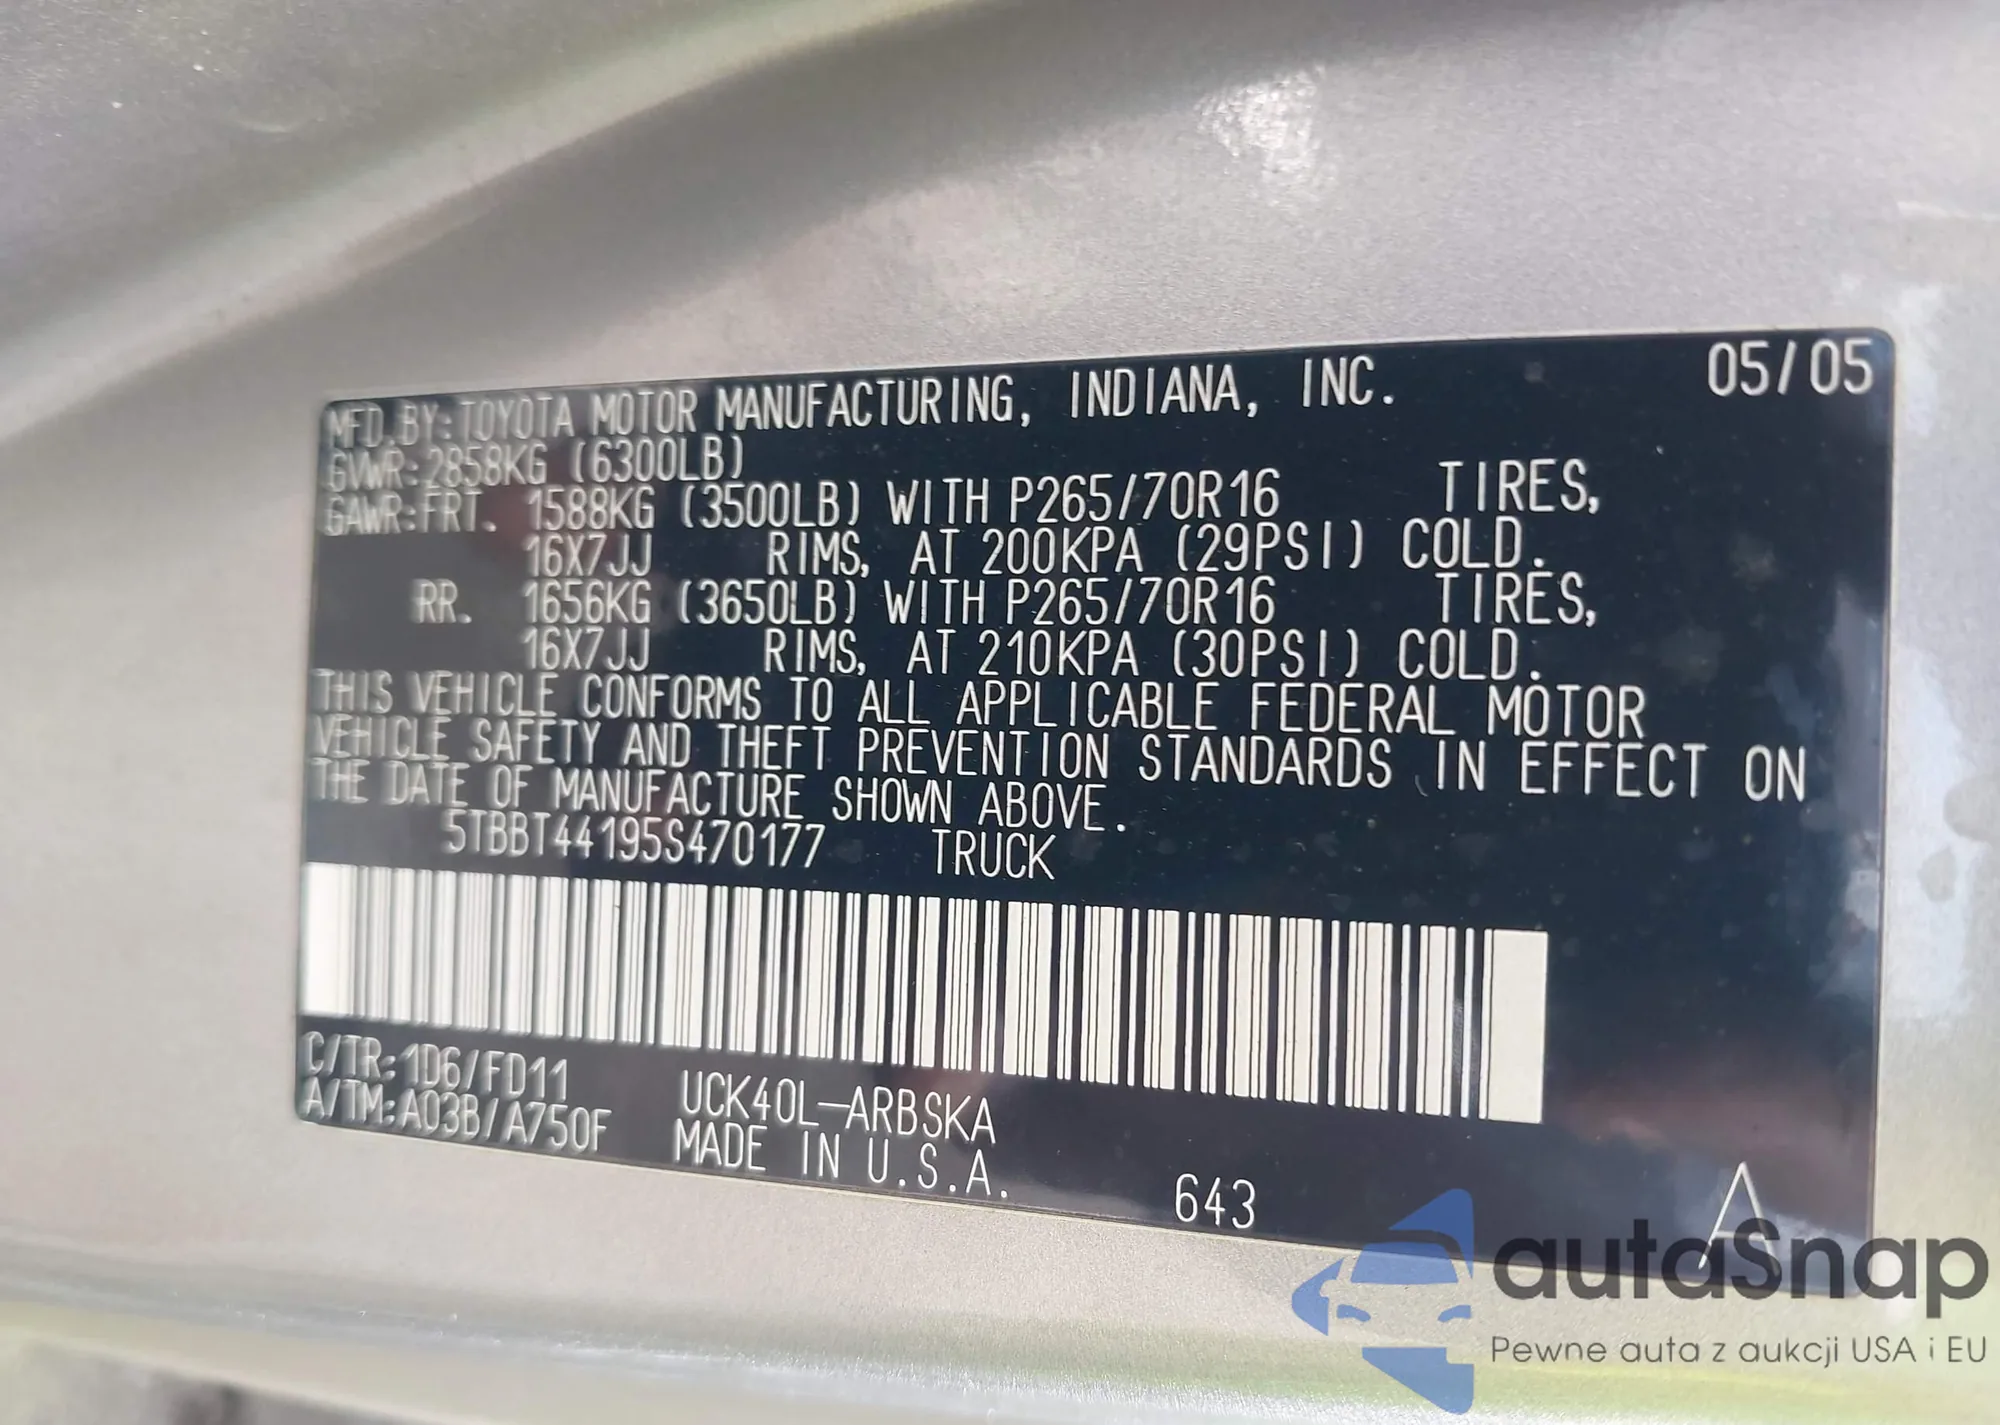 MFD.BY:TOYOTA MOTOR MANUFACTURING, INDIANA, INC. 05/05
GVWR:2858KG (6300LB)
GAWR:FRT. 1588KG (3500LB) WITH P265/70R16 TIRES,
16X7JJ RIMS, AT 200KPA (29PSI) COLD.
RR. 1656KG (3650LB) WITH P265/70R16 TIRES,
16X7JJ RIMS, AT 210KPA (30PSI) COLD.
THIS VEHICLE CONFORMS TO ALL APPLICABLE FEDERAL MOTOR
VEHICLE SAFETY AND THEFT PREVENTION STANDARDS IN EFFECT ON
THE DATE OF MANUFACTURE SHOWN ABOVE.
5TBBT44195S470177 TRUCK
C/TR:1D6/FD11 UCK40L-ARBSKA
A/TM:A03B/A750F MADE IN U.S.A.
643 A
autaSnap
Pewne auta z aukcji USA i EU